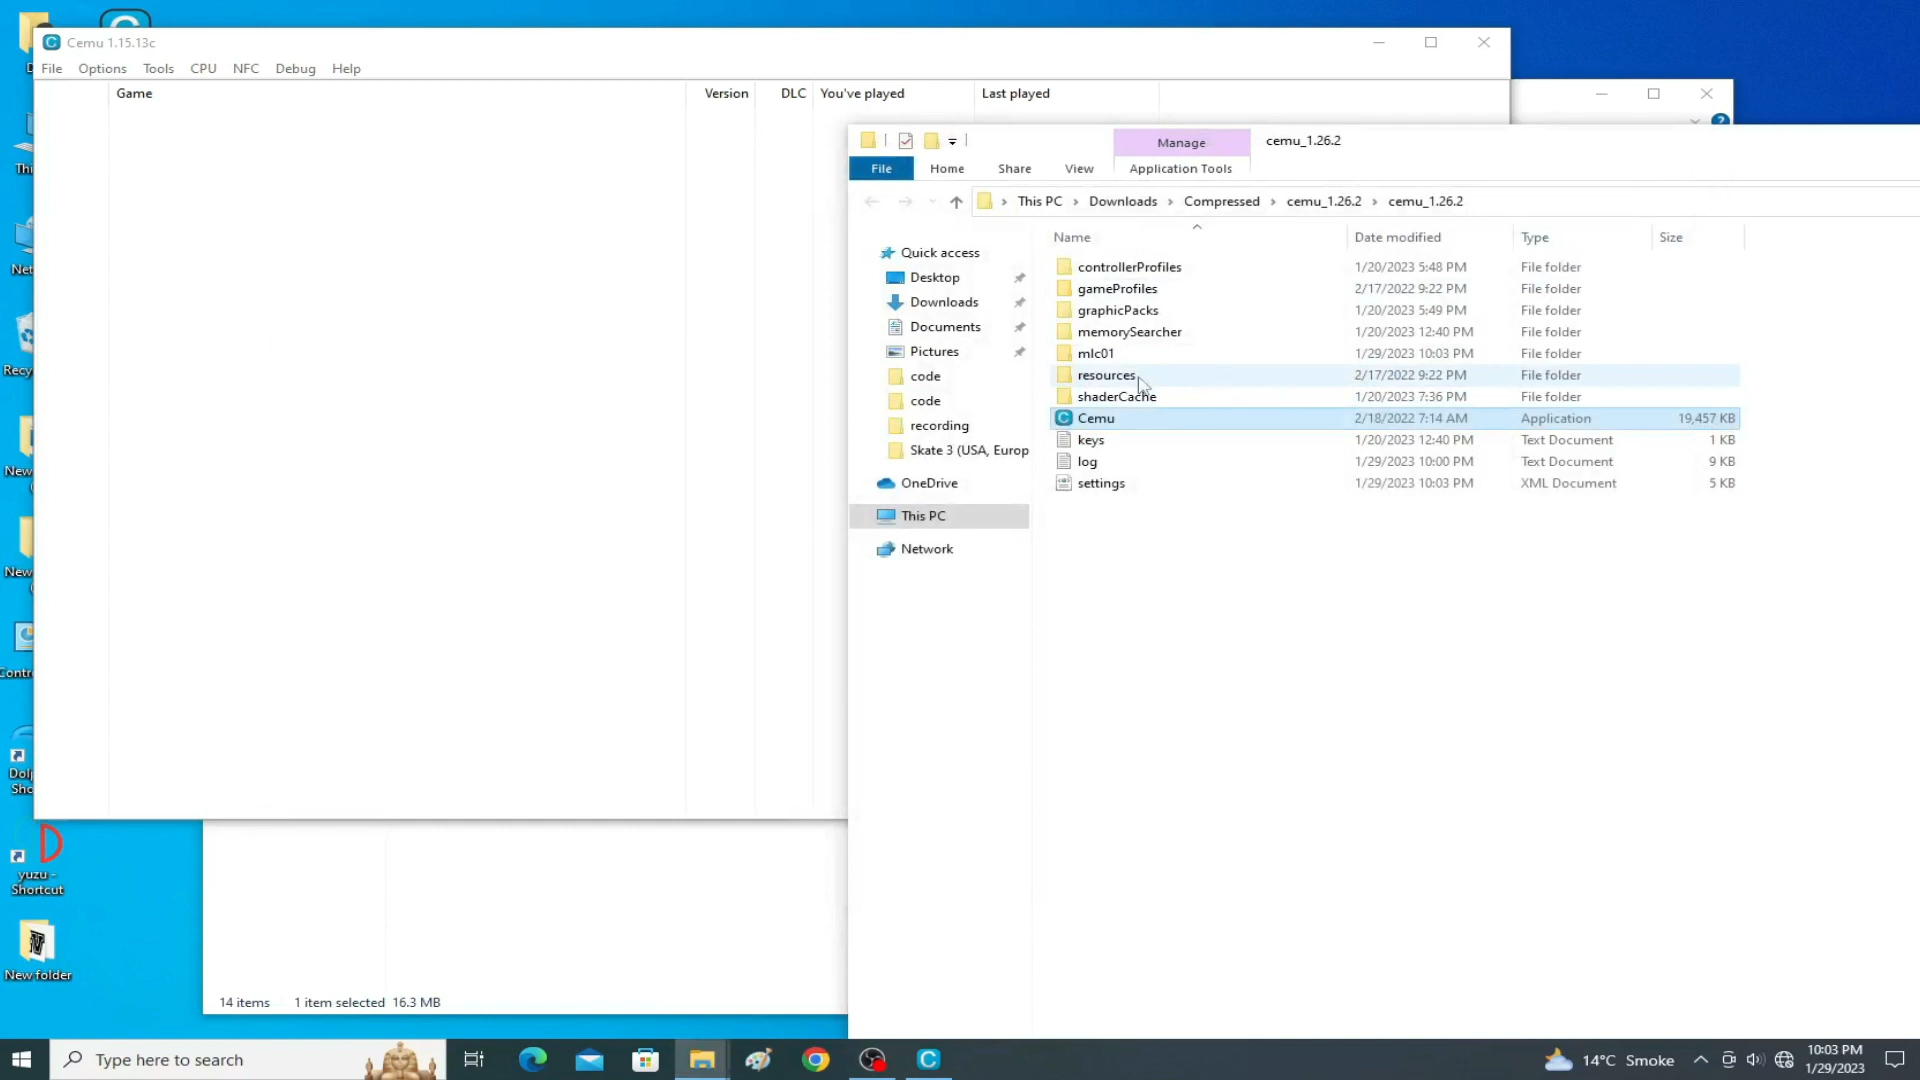 Cemu 1.15.13c
File Options Tools CPU NFC Debug Help
Game Version DLC You've played Last played
Manage cemu_1.26.2
File Home Share View Application Tools
This PC Downloads Compressed cemu_1.26.2 cemu_1.26.2
Name Date modified Type Size
Quick access
Desktop
Downloads
Documents
Pictures
code
code
recording
Skate 3 (USA, Europ
OneDrive
This PC
Network
controllerProfiles 1/20/2023 5:48 PM File folder
gameProfiles 2/17/2022 9:22 PM File folder
graphicPacks 1/20/2023 5:49 PM File folder
memorySearcher 1/20/2023 12:40 PM File folder
mlc01 1/29/2023 10:03 PM File folder
resources 2/17/2022 9:22 PM File folder
shaderCache 1/20/2023 7:36 PM File folder
Cemu 2/18/2022 7:14 AM Application 19,457 KB
keys 1/20/2023 12:40 PM Text Document 1 KB
log 1/29/2023 10:00 PM Text Document 9 KB
settings 1/29/2023 10:03 PM XML Document 5 KB
D
Thi
Net
Recy
New
New
Contr
Dolp
Sho
yuzu -
Shortcut
New folder
14 items 1 item selected 16.3 MB
Type here to search
14°C Smoke
10:03 PM
1/29/2023